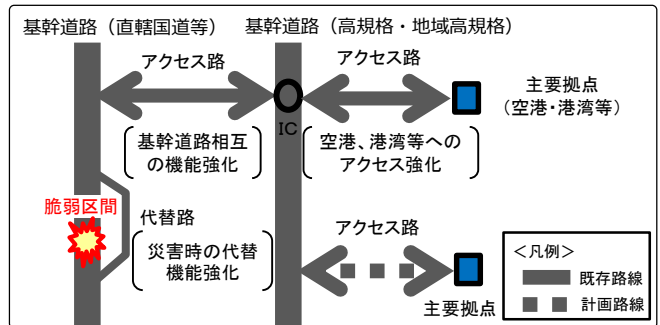 基幹道路（直轄国道等）
基幹道路（高規格・地域高規格）
アクセス路
アクセス路
主要拠点
（空港・港湾等）
IC
基幹道路相互
の機能強化
空港、港湾等への
アクセス強化
脆弱区間
代替路
災害時の代替
機能強化
アクセス路
主要拠点
＜凡例＞
既存路線
計画路線